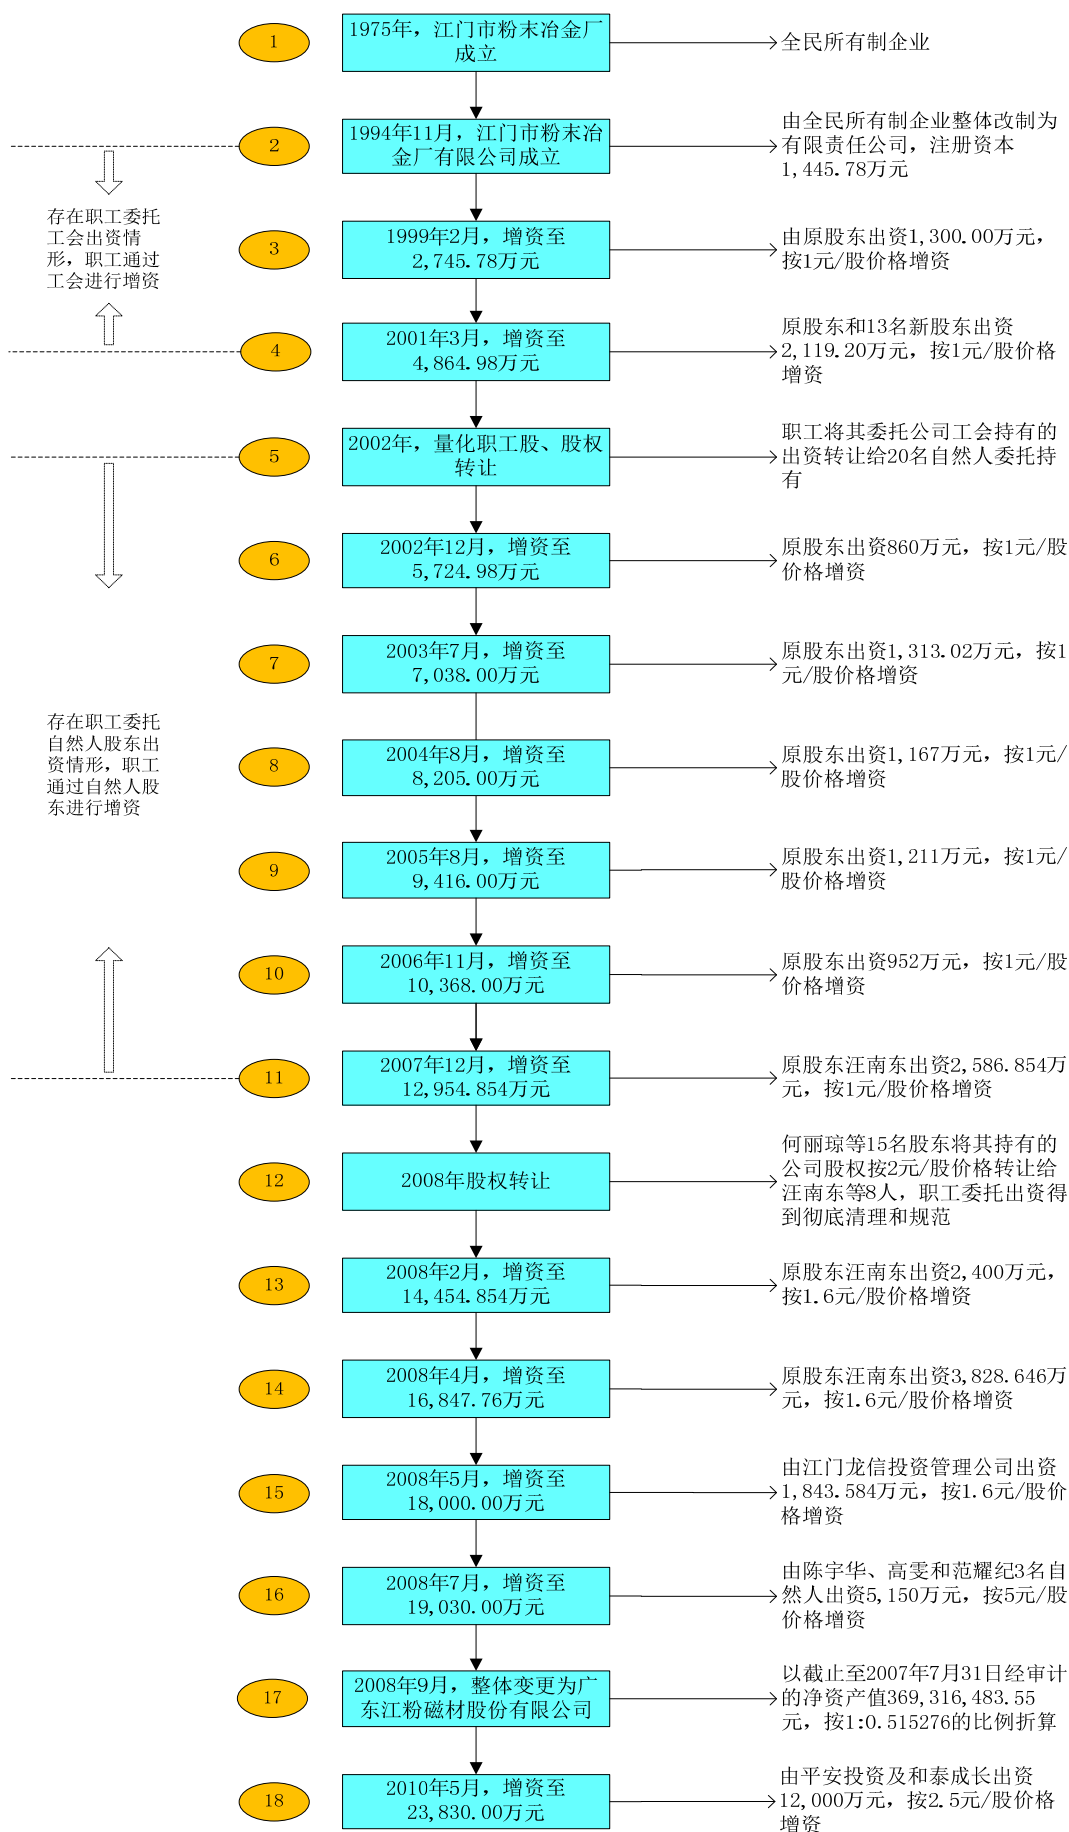 1
1975年，江门市粉末冶金厂
成立
全民所有制企业
2
1994年11月，江门市粉末冶
金厂有限公司成立
由全民所有制企业整体改制为
有限责任公司，注册资本
1,445.78万元
存在职工委托
工会出资情
形，职工通过
工会进行增资
3
1999年2月，增资至
2,745.78万元
由原股东出资1,300.00万元，
按1元/股价格增资
4
2001年3月，增资至
4,864.98万元
原股东和13名新股东出资
2,119.20万元，按1元/股价格
增资
5
2002年，量化职工股、股权
转让
职工将其委托公司工会持有的
出资转让给20名自然人委托持
有
6
2002年12月，增资至
5,724.98万元
原股东出资860万元，按1元/股
价格增资
7
2003年7月，增资至
7,038.00万元
原股东出资1,313.02万元，按1
元/股价格增资
存在职工委托
自然人股东出
资情形，职工
通过自然人股
东进行增资
8
2004年8月，增资至
8,205.00万元
原股东出资1,167万元，按1元/
股价格增资
9
2005年8月，增资至
9,416.00万元
原股东出资1,211万元，按1元/
股价格增资
10
2006年11月，增资至
10,368.00万元
原股东出资952万元，按1元/股
价格增资
11
2007年12月，增资至
12,954.854万元
原股东汪南东出资2,586.854万
元，按1元/股价格增资
12
2008年股权转让
何丽琼等15名股东将其持有的
公司股权按2元/股价格转让给
汪南东等8人，职工委托出资得
到彻底清理和规范
13
2008年2月，增资至
14,454.854万元
原股东汪南东出资2,400万元，
按1.6元/股价格增资
14
2008年4月，增资至
16,847.76万元
原股东汪南东出资3,828.646万
元，按1.6元/股价格增资
15
2008年5月，增资至
18,000.00万元
由江门龙信投资管理公司出资
1,843.584万元，按1.6元/股价
格增资
16
2008年7月，增资至
19,030.00万元
由陈宇华、高雯和范耀纪3名自
然人出资5,150万元，按5元/股
价格增资
17
2008年9月，整体变更为广
东江粉磁材股份有限公司
以截止至2007年7月31日经审计
的净资产值369,316,483.55
元，按1:0.515276的比例折算
18
2010年5月，增资至
23,830.00万元
由平安投资及和泰成长出资
12,000万元，按2.5元/股价格
增资